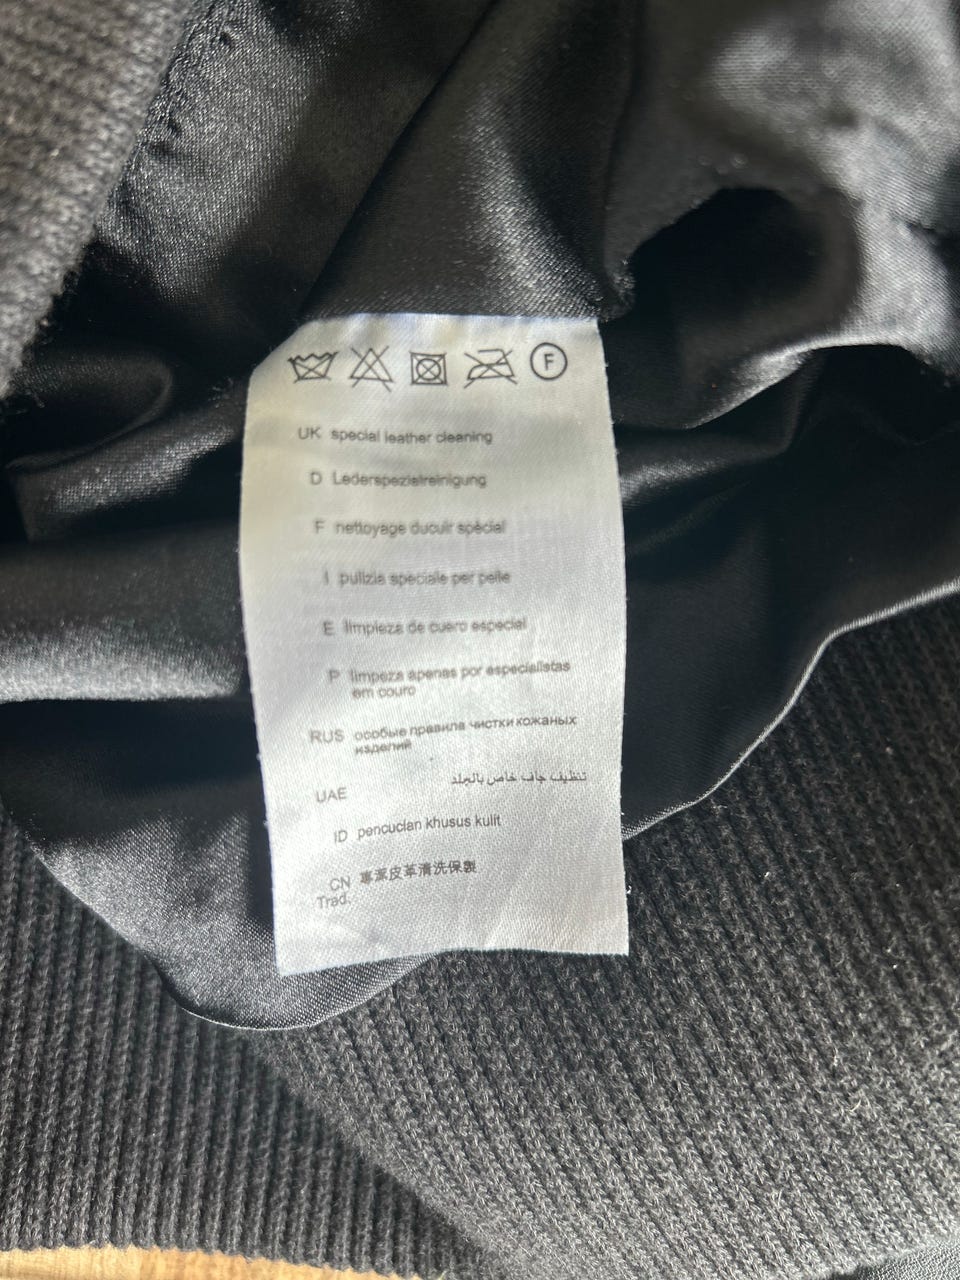 F
UK special leather cleaning
D Lederspezielreinigung
F nettoyage ducuir spécial
I pulizia speciale per pelle
E limpieza de cuero especial
P limpeza apenas por especialistas
em couro
RUS особые правила чистки кожаных
изделий
UAE تنظيف جاف خاص بالجلد
ID pencucian khusus kulit
CN 專業皮革清洗保製
Trad.